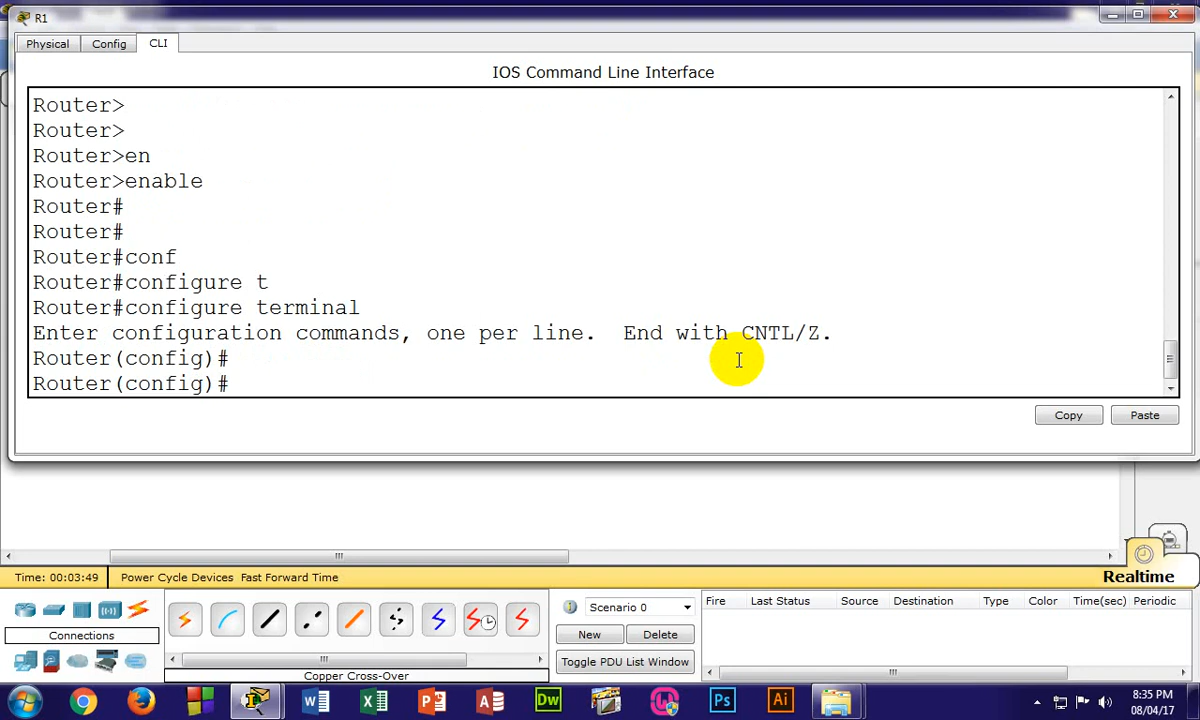 R1
Physical Config CLI
IOS Command Line Interface
Router>
Router>
Router>en
Router>enable
Router#
Router#
Router#conf
Router#configure t
Router#configure terminal
Enter configuration commands, one per line.  End with CNTL/Z.
Router(config)#
Router(config)#
Copy Paste
Time: 00:03:49 Power Cycle Devices Fast Forward Time
Realtime
Connections
Copper Cross-Over
Scenario 0
New Delete
Toggle PDU List Window
Fire Last Status Source Destination Type Color Time(sec) Periodic
Dw Ps Ai
8:35 PM
08/04/17